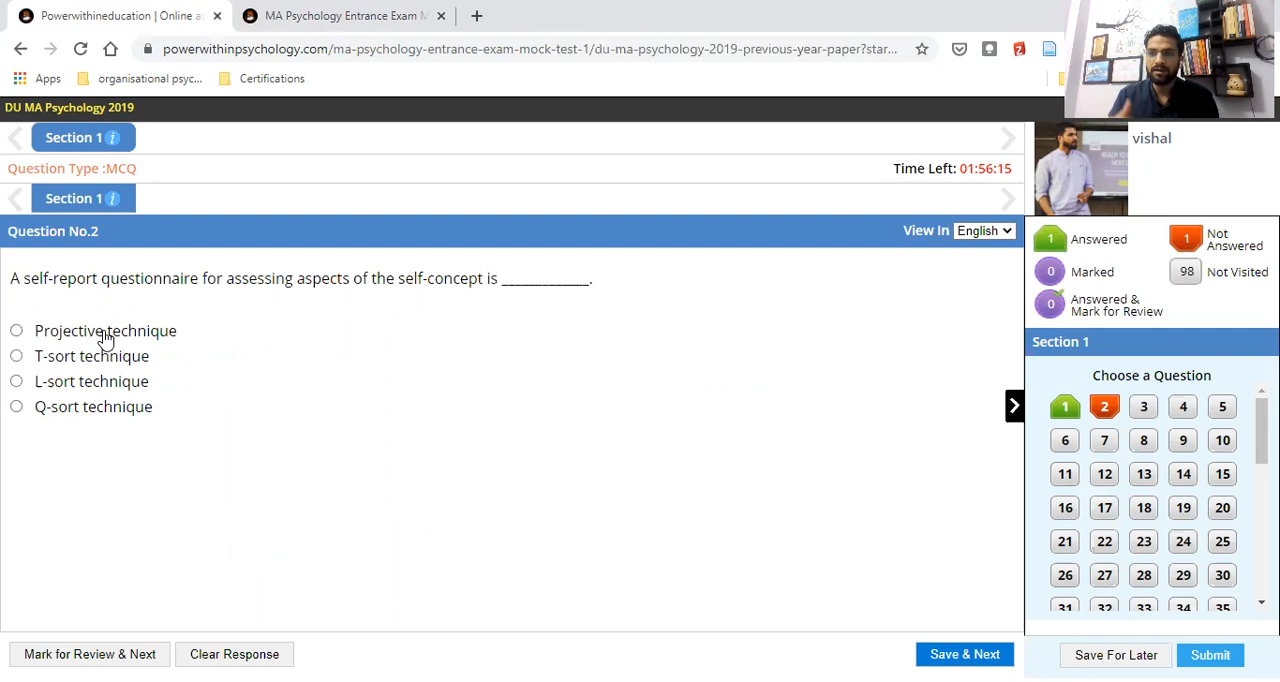 Powerwithineducation | Online a
MA Psychology Entrance Exam M
powerwithinpsychology.com/ma-psychology-entrance-exam-mock-test-1/du-ma-psychology-2019-previous-year-paper?star...
Apps
organisational psyc...
Certifications
DU MA Psychology 2019
Section 1
vishal
Question Type :MCQ
Time Left: 01:56:15
Section 1
Question No.2
View In English
A self-report questionnaire for assessing aspects of the self-concept is _____________.
Projective technique
T-sort technique
L-sort technique
Q-sort technique
1 Answered
1 Not Answered
0 Marked
98 Not Visited
0 Answered & Mark for Review
Section 1
Choose a Question
1 2 3 4 5
6 7 8 9 10
11 12 13 14 15
16 17 18 19 20
21 22 23 24 25
26 27 28 29 30
31 32 33 34 35
Mark for Review & Next
Clear Response
Save & Next
Save For Later
Submit